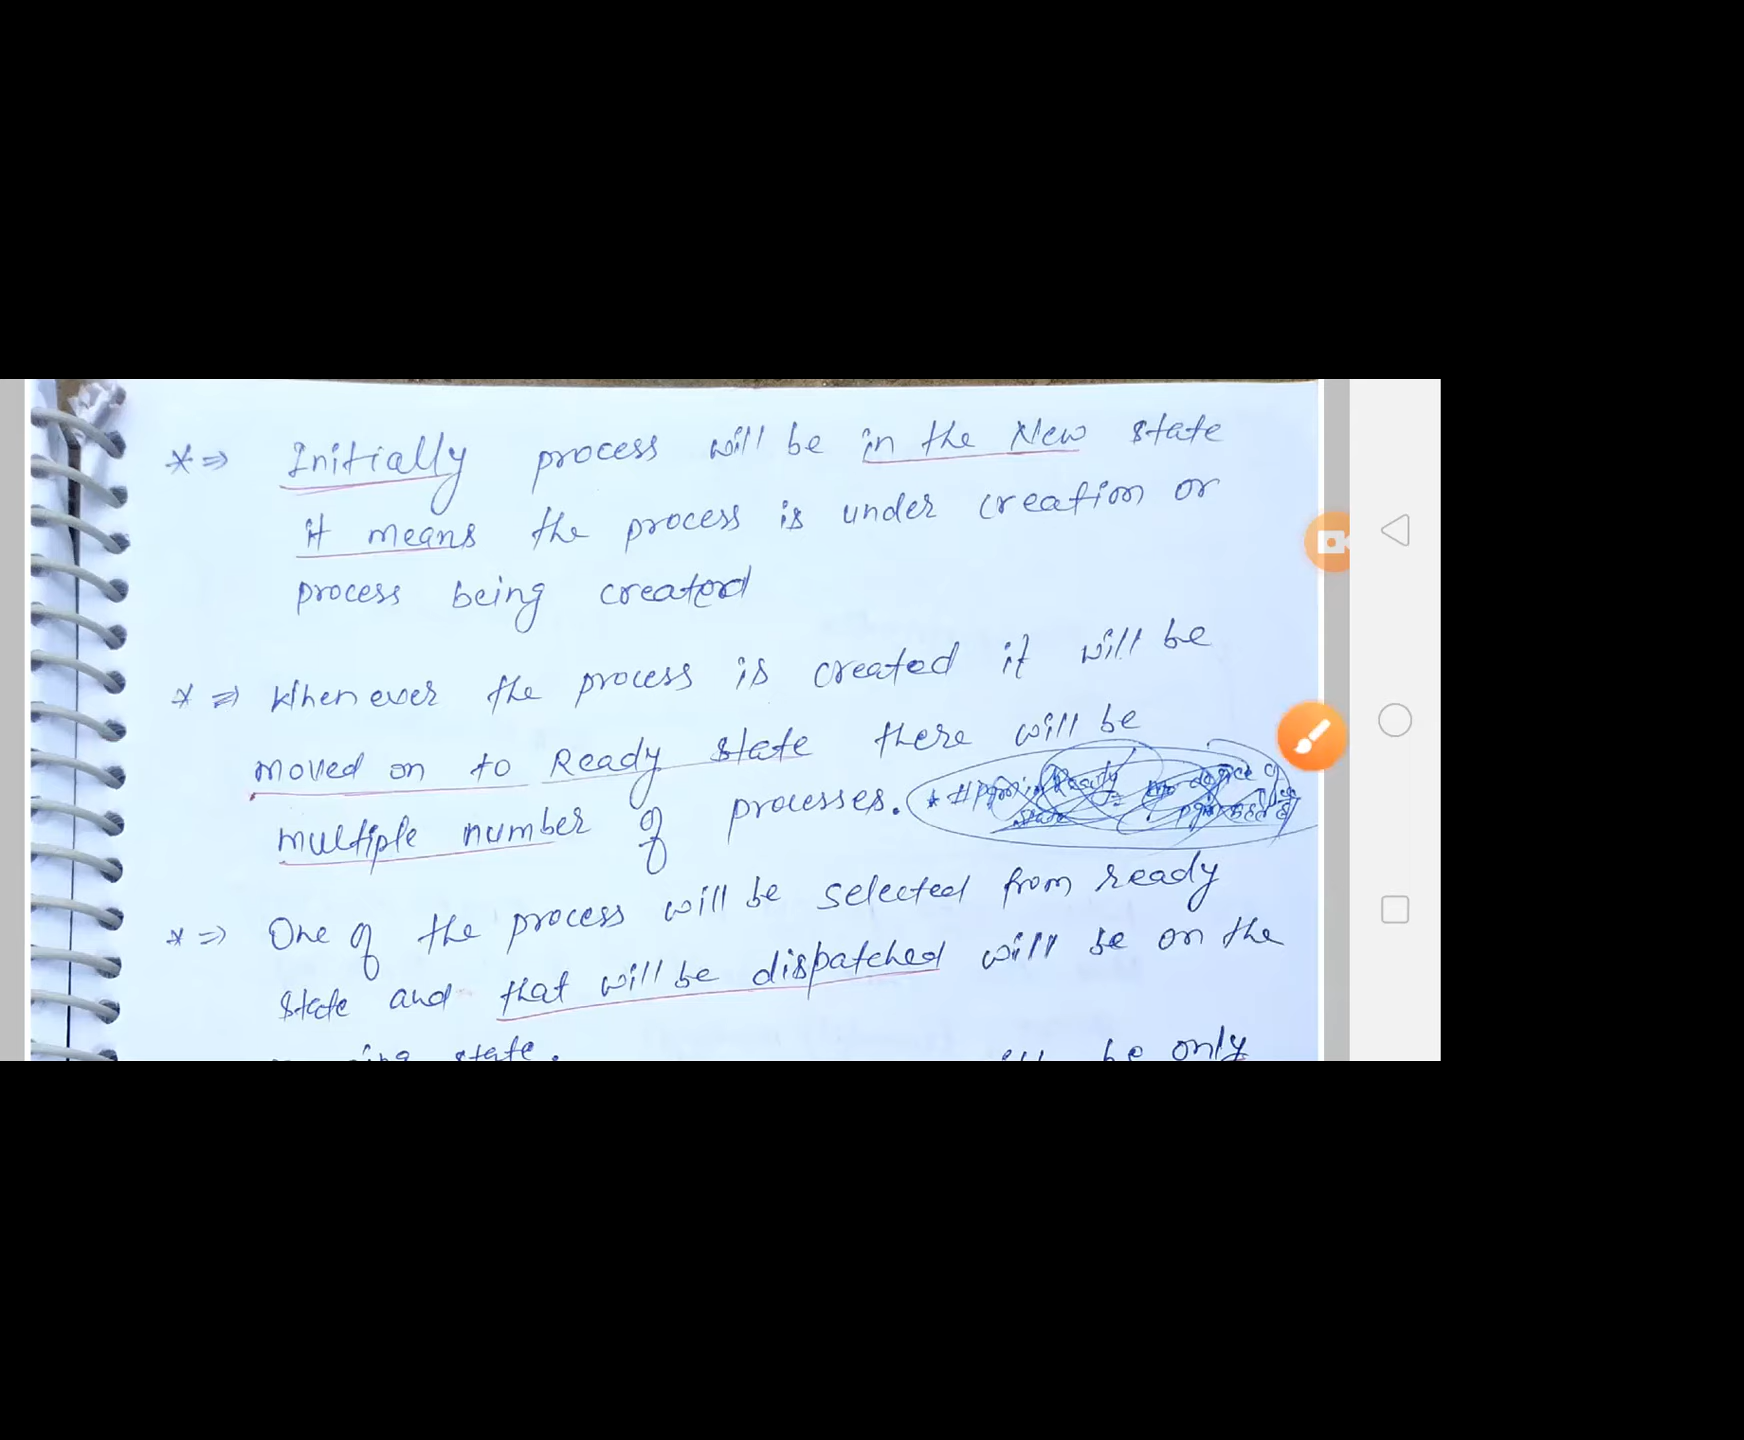 *⇒ Initially process will be in the New state
it means the process is under creation or
process being created
*⇒ Whenever the process is created it will be
moved on to Ready state there will be
multiple number of processes.
*⇒ One of the process will be selected from ready
state and that will be dispatched will be on the
state.
be only